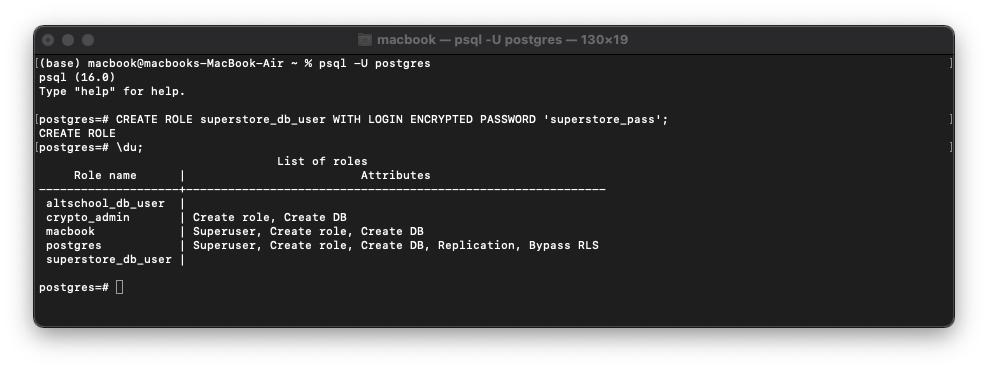 macbook — psql -U postgres — 130×19
[(base) macbook@macbooks-MacBook-Air ~ % psql -U postgres ]
psql (16.0)
Type "help" for help.
[postgres=# CREATE ROLE superstore_db_user WITH LOGIN ENCRYPTED PASSWORD 'superstore_pass'; ]
CREATE ROLE
[postgres=# \du; ]
List of roles
Role name | Attributes
--------------------+------------------------------------------------------------
altschool_db_user |
crypto_admin | Create role, Create DB
macbook | Superuser, Create role, Create DB
postgres | Superuser, Create role, Create DB, Replication, Bypass RLS
superstore_db_user |
postgres=#